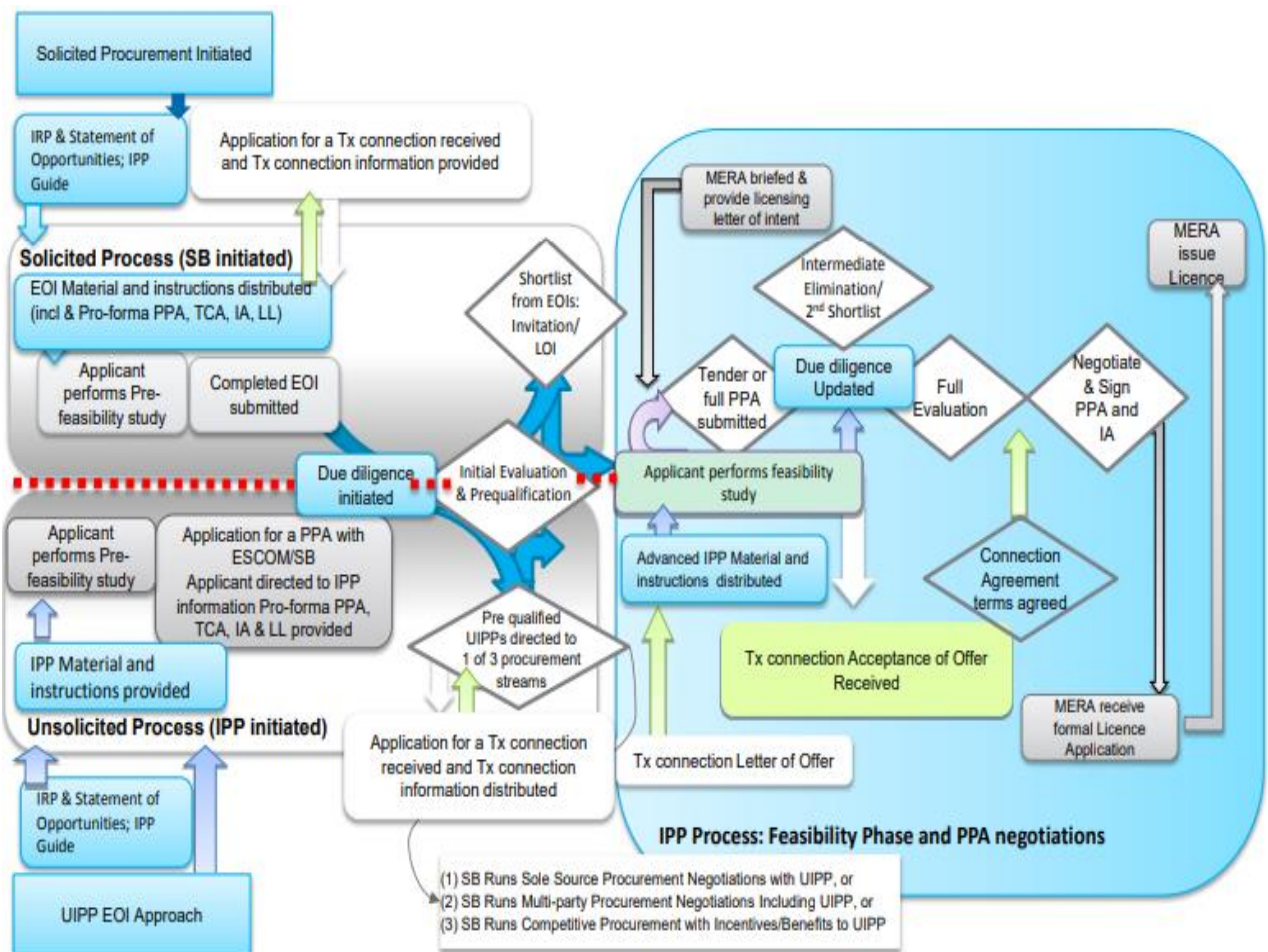 Solicited Procurement Initiated
IRP & Statement of
Opportunities; IPP
Guide
Application for a Tx connection received
and Tx connection information provided
Solicited Process (SB initiated)
EOI Material and instructions distributed
(incl & Pro-forma PPA, TCA, IA, LL)
Applicant
performs Pre-
feasibility study
Completed EOI
submitted
Shortlist
from EOIs:
Invitation/
LOI
Due diligence
initiated
Initial Evaluation
& Prequalification
Applicant
performs Pre-
feasibility study
Application for a PPA with
ESCOM/SB
Applicant directed to IPP
information Pro-forma PPA,
TCA, IA & LL provided
IPP Material and
instructions provided
Unsolicited Process (IPP initiated)
IRP & Statement of
Opportunities; IPP
Guide
UIPP EOI Approach
Pre qualified
UIPPs directed to
1 of 3 procurement
streams
Application for a Tx connection
received and Tx connection
information distributed
(1) SB Runs Sole Source Procurement Negotiations with UIPP, or
(2) SB Runs Multi-party Procurement Negotiations Including UIPP, or
(3) SB Runs Competitive Procurement with Incentives/Benefits to UIPP
MERA briefed &
provide licensing
letter of intent
Intermediate
Elimination/
2nd Shortlist
MERA
issue
Licence
Tender or
full PPA
submitted
Due diligence
Updated
Full
Evaluation
Negotiate
& Sign
PPA and
IA
Applicant performs feasibility
study
Advanced IPP Material and
instructions distributed
Connection
Agreement
terms agreed
Tx connection Acceptance of Offer
Received
Tx connection Letter of Offer
MERA receive
formal Licence
Application
IPP Process: Feasibility Phase and PPA negotiations